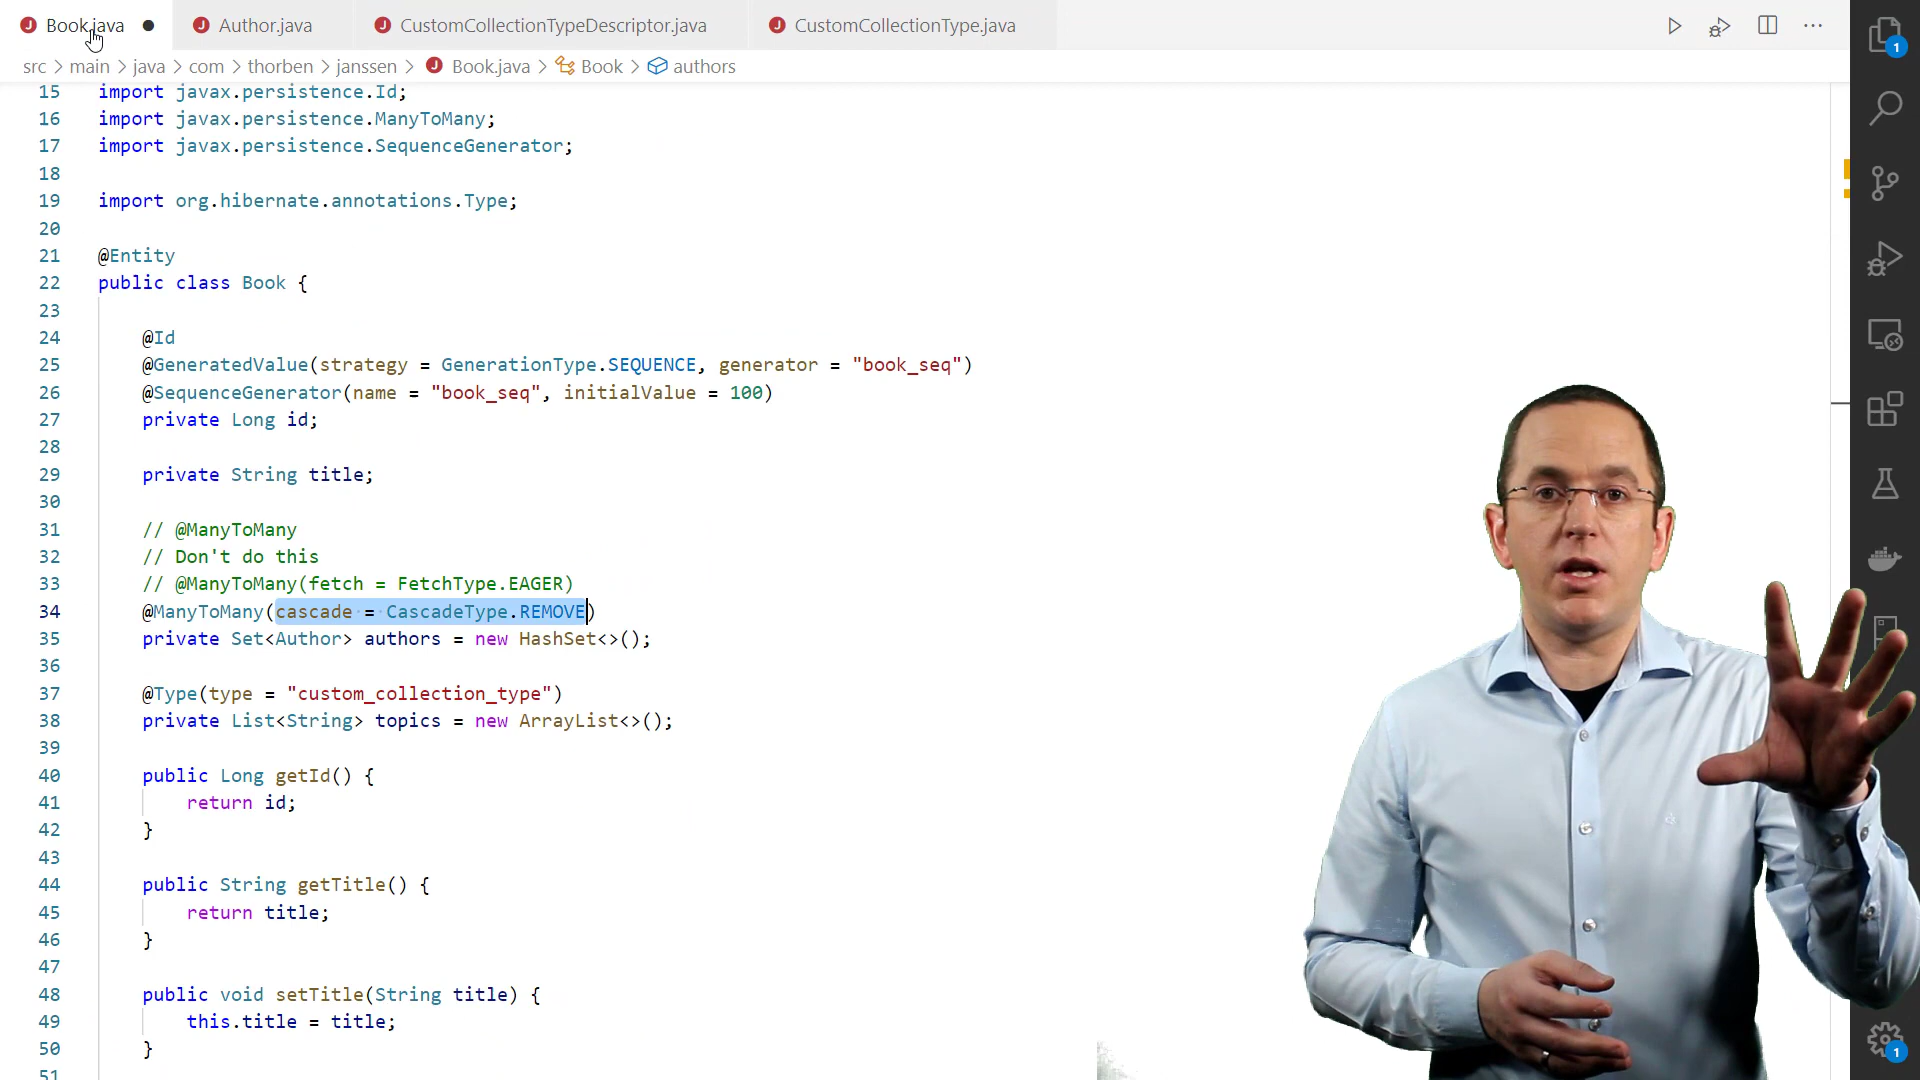 Book.java Author.java CustomCollectionTypeDescriptor.java CustomCollectionType.java
src > main > java > com > thorben > janssen > Book.java > Book > authors
15 import javax.persistence.Id;
16 import javax.persistence.ManyToMany;
17 import javax.persistence.SequenceGenerator;
18
19 import org.hibernate.annotations.Type;
20
21 @Entity
22 public class Book {
23
24 @Id
25 @GeneratedValue(strategy = GenerationType.SEQUENCE, generator = "book_seq")
26 @SequenceGenerator(name = "book_seq", initialValue = 100)
27 private Long id;
28
29 private String title;
30
31 // @ManyToMany
32 // Don't do this
33 // @ManyToMany(fetch = FetchType.EAGER)
34 @ManyToMany(cascade = CascadeType.REMOVE)
35 private Set<Author> authors = new HashSet<>();
36
37 @Type(type = "custom_collection_type")
38 private List<String> topics = new ArrayList<>();
39
40 public Long getId() {
41 return id;
42 }
43
44 public String getTitle() {
45 return title;
46 }
47
48 public void setTitle(String title) {
49 this.title = title;
50 }
51
1
1